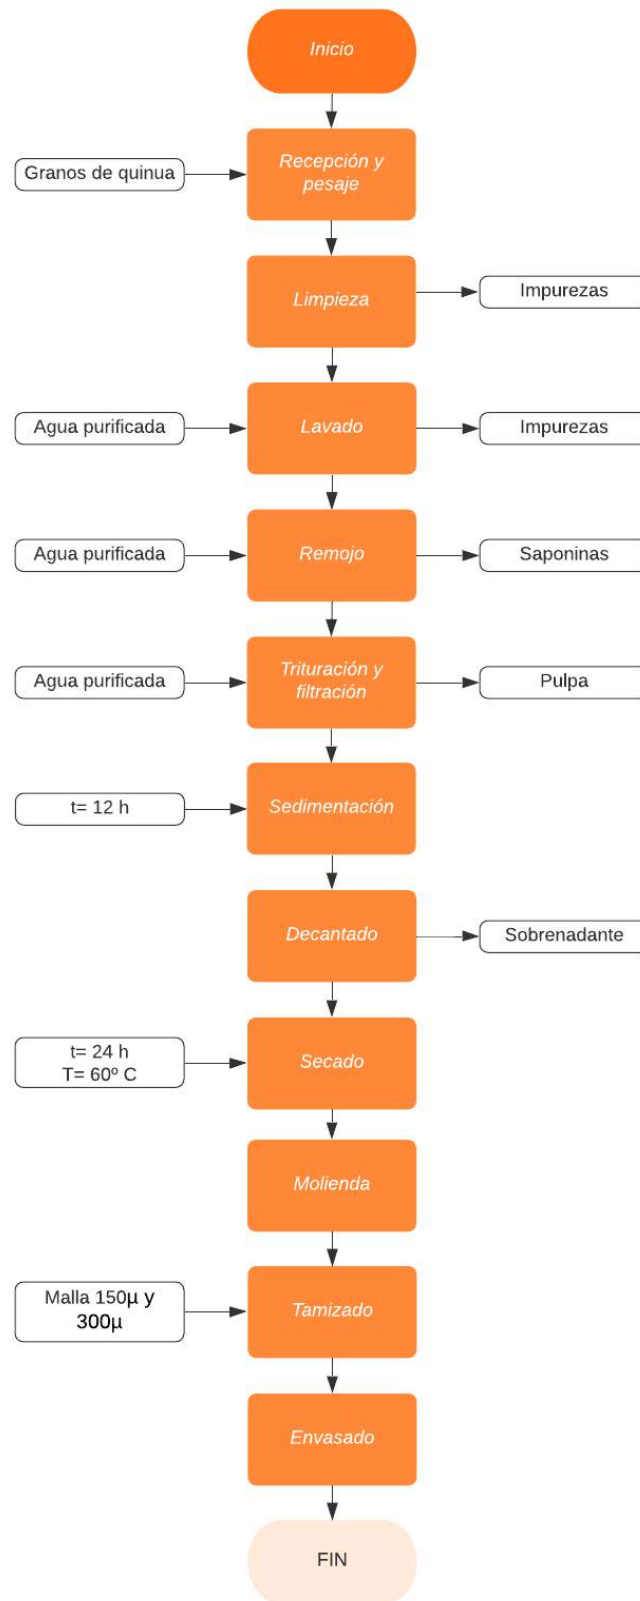 Inicio
Granos de quinua
Recepción y
pesaje
Limpieza
Impurezas
Agua purificada
Lavado
Impurezas
Agua purificada
Remojo
Saponinas
Agua purificada
Trituración y
filtración
Pulpa
t= 12 h
Sedimentación
Decantado
Sobrenadante
t= 24 h
T= 60º C
Secado
Molienda
Malla 150µ y
300µ
Tamizado
Envasado
FIN